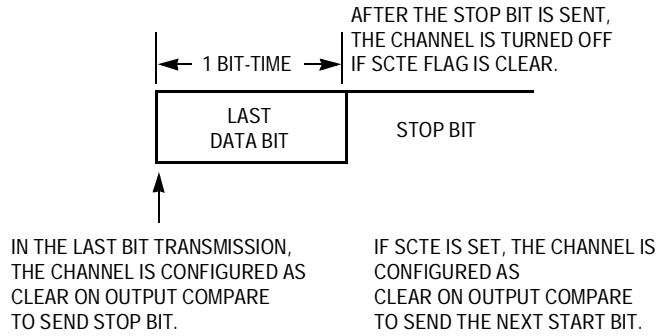 AFTER THE STOP BIT IS SENT,
THE CHANNEL IS TURNED OFF
IF SCTE FLAG IS CLEAR.
1 BIT-TIME
LAST
DATA BIT
STOP BIT
IN THE LAST BIT TRANSMISSION,
THE CHANNEL IS CONFIGURED AS
CLEAR ON OUTPUT COMPARE
TO SEND STOP BIT.
IF SCTE IS SET, THE CHANNEL IS
CONFIGURED AS
CLEAR ON OUTPUT COMPARE
TO SEND THE NEXT START BIT.